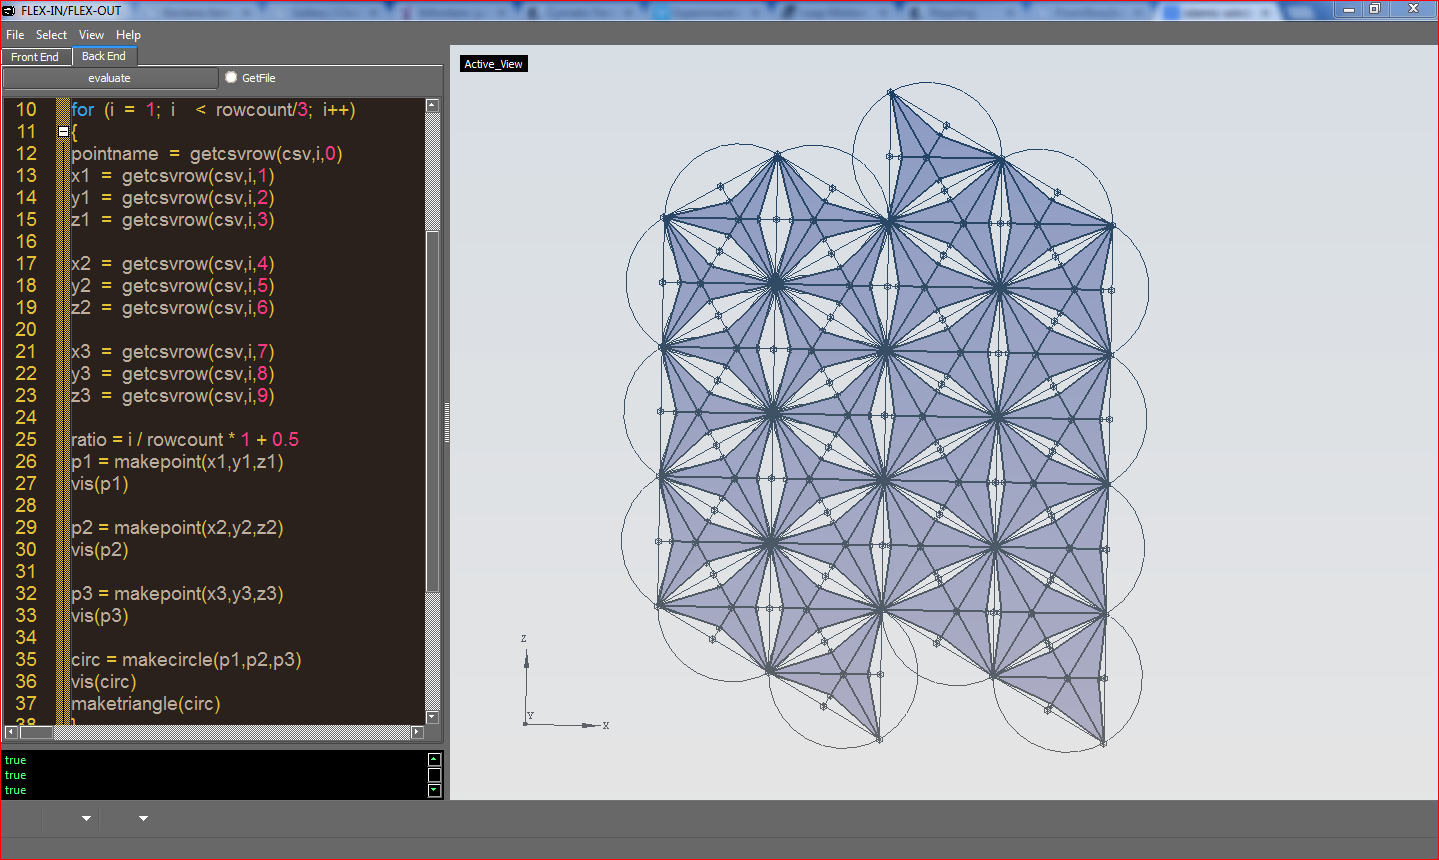 FLEX-IN/FLEX-OUT
File Select View Help
Front End Back End
evaluate GetFile
10 for (i = 1; i < rowcount/3; i++)
11 {
12 pointname = getcsvrow(csv,i,0)
13 x1 = getcsvrow(csv,i,1)
14 y1 = getcsvrow(csv,i,2)
15 z1 = getcsvrow(csv,i,3)
16
17 x2 = getcsvrow(csv,i,4)
18 y2 = getcsvrow(csv,i,5)
19 z2 = getcsvrow(csv,i,6)
20
21 x3 = getcsvrow(csv,i,7)
22 y3 = getcsvrow(csv,i,8)
23 z3 = getcsvrow(csv,i,9)
24
25 ratio = i / rowcount * 1 + 0.5
26 p1 = makepoint(x1,y1,z1)
27 vis(p1)
28
29 p2 = makepoint(x2,y2,z2)
30 vis(p2)
31
32 p3 = makepoint(x3,y3,z3)
33 vis(p3)
34
35 circ = makecircle(p1,p2,p3)
36 vis(circ)
37 maketriangle(circ)
38 }
true
true
true
Active_View
Z
Y
X